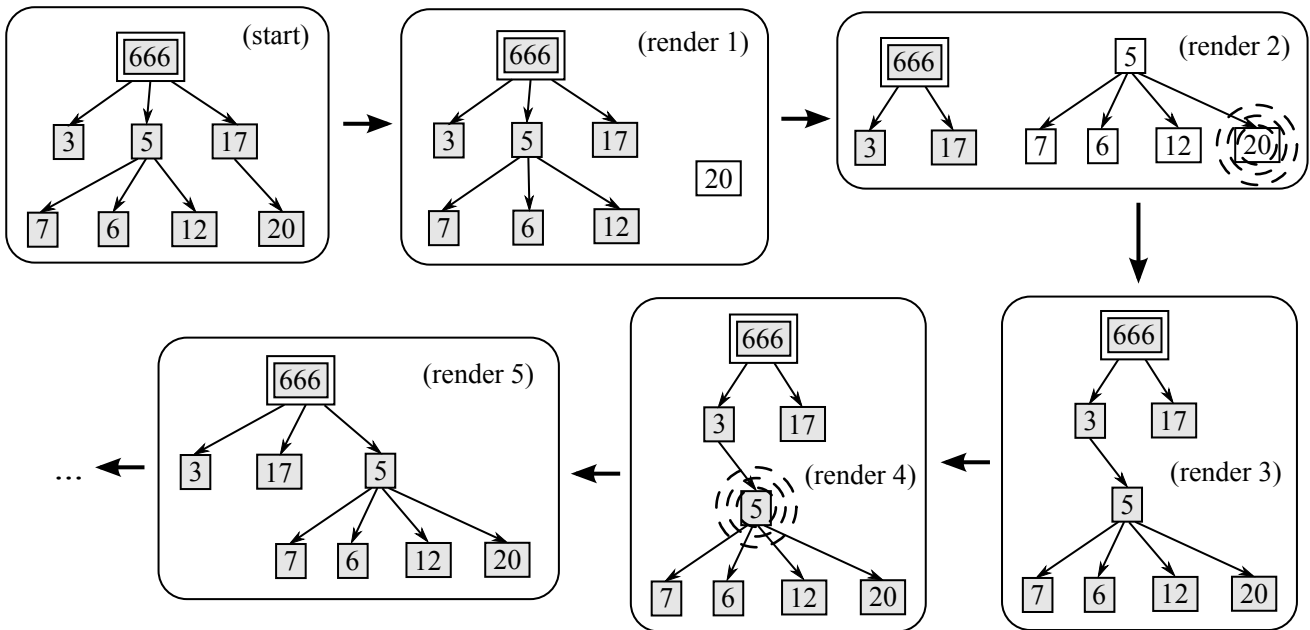 (start)
666
3 5 17
7 6 12 20
(render 1)
666
3 5 17
20
7 6 12
(render 2)
666 5
3 17 7 6 12 20
(render 3)
666
3 17
5
7 6 12 20
(render 4)
666
3 17
5
7 6 12 20
(render 5)
666
3 17 5
7 6 12 20
...